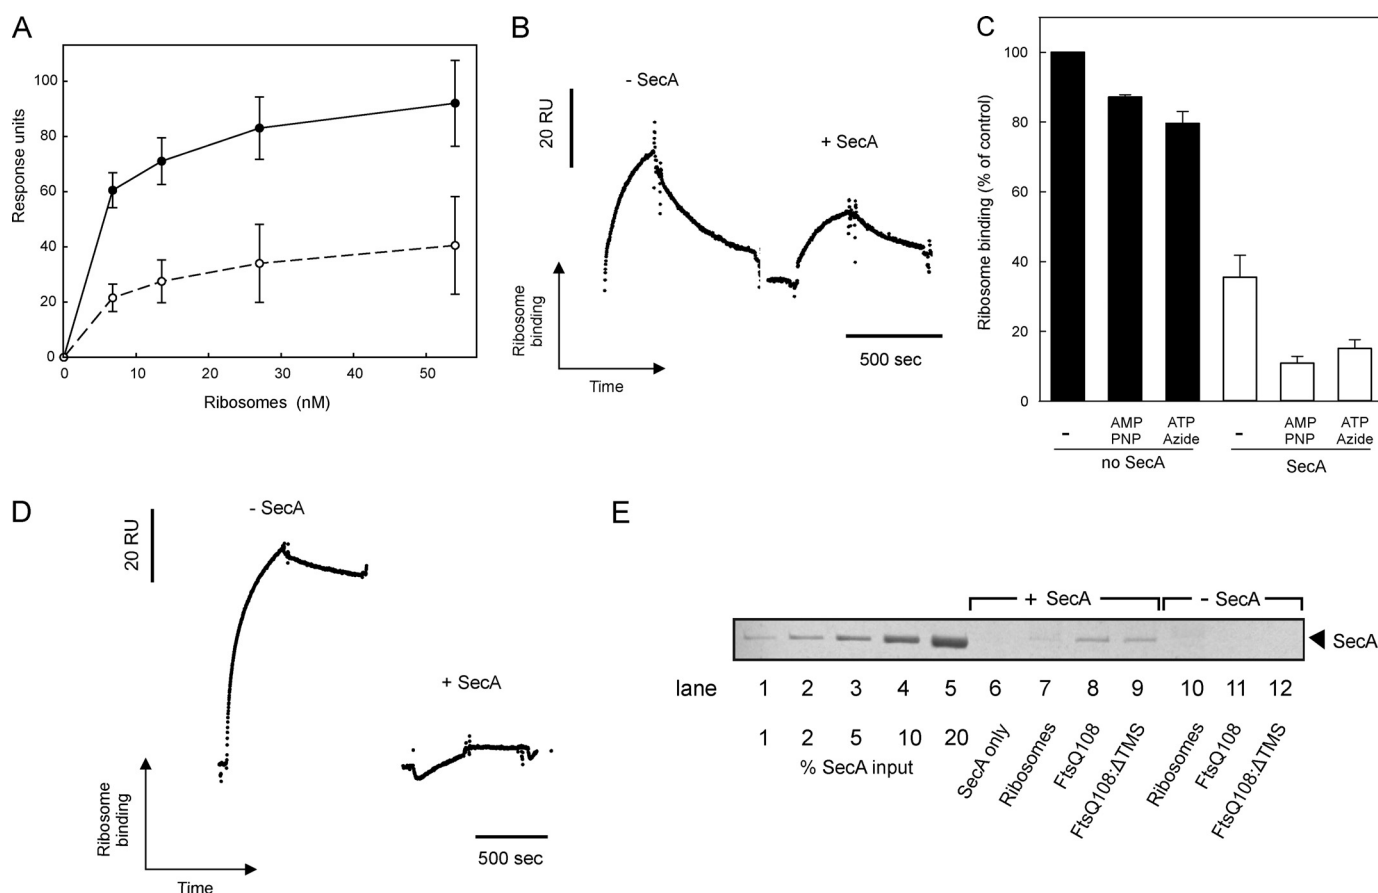 A
Response units
100
80
60
40
20
0
0 10 20 30 40 50
Ribosomes (nM)
B
20 RU
- SecA
+ SecA
Ribosome
binding
Time
500 sec
C
Ribosome binding (% of control)
100
80
60
40
20
0
- AMP PNP ATP Azide - AMP PNP ATP Azide
no SecA SecA
D
20 RU
- SecA
+ SecA
Ribosome
binding
Time
500 sec
E
+ SecA - SecA
SecA
lane 1 2 3 4 5 6 7 8 9 10 11 12
1 2 5 10 20
% SecA input
SecA only
Ribosomes
FtsQ108
FtsQ108:ΔTMS
Ribosomes
FtsQ108
FtsQ108:ΔTMS